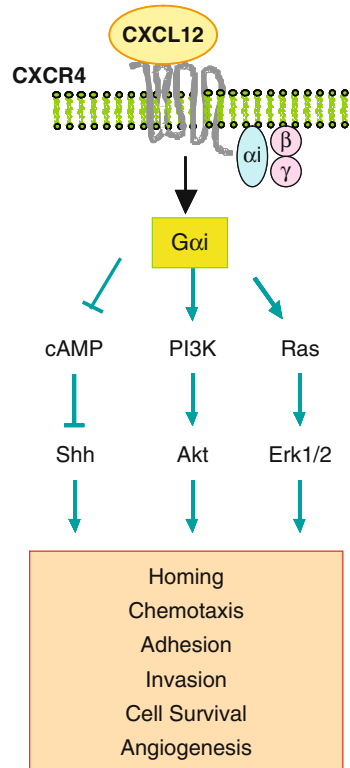 CXCL12
CXCR4
αi
β
γ
Gαi
cAMP PI3K Ras
Shh Akt Erk1/2
Homing
Chemotaxis
Adhesion
Invasion
Cell Survival
Angiogenesis